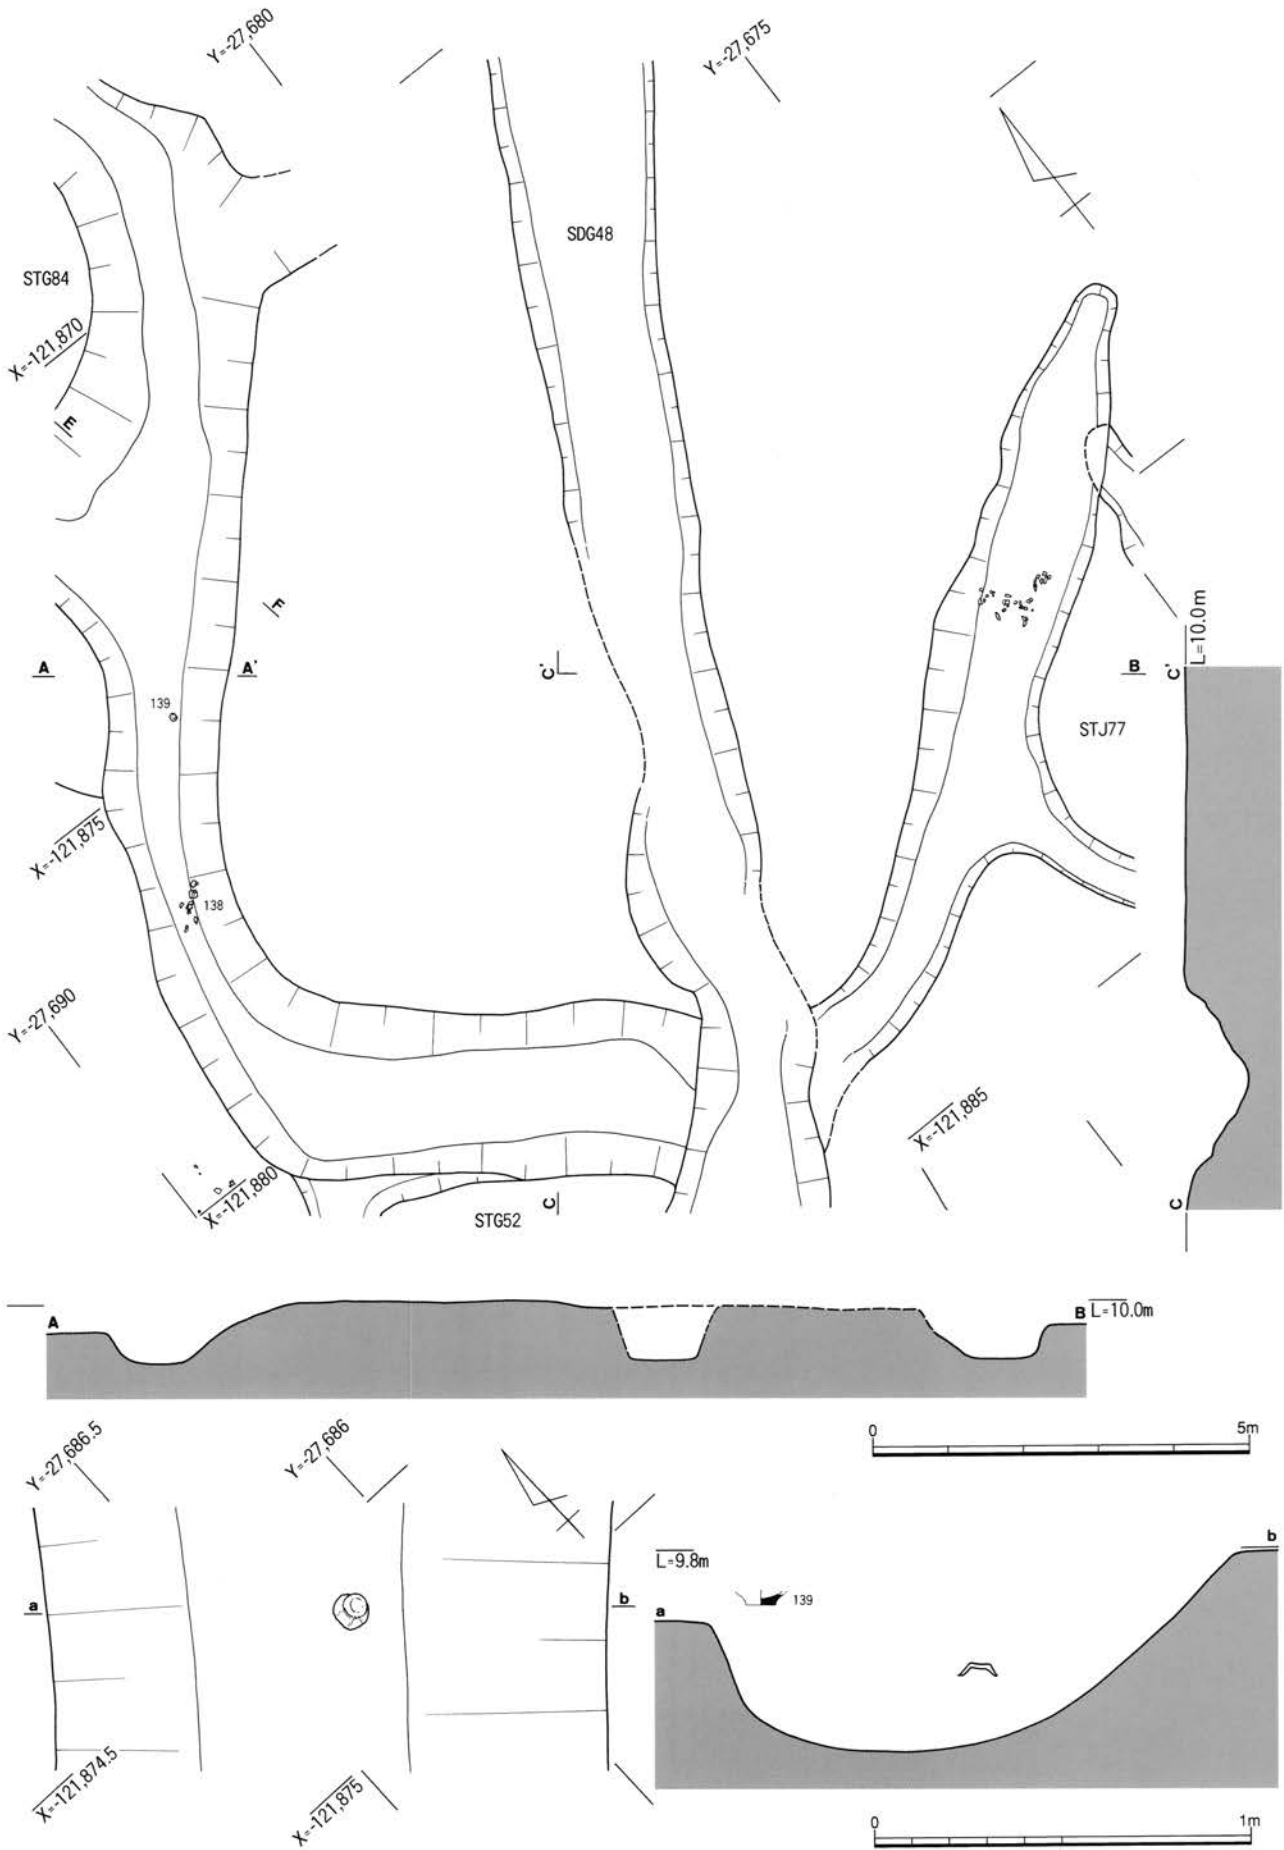 Y=-27,680
Y=-27,675
SDG48
STG84
X=-121,870
E
F
L=10.0m
A
A'
C'
B
C'
139
STJ77
X=-121,875
138
Y=-27,690
X=-121,885
X=-121,880
C
C
STG52
A
B
L=10.0m
0
5m
Y=-27,686.5
Y=-27,686
L=9.8m
b
a
b
a
139
X=-121,874.5
X=-121,875
0
1m